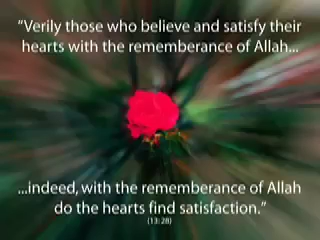 “Verily those who believe and satisfy their
hearts with the rememberance of Allah...
...indeed, with the rememberance of Allah
do the hearts find satisfaction.”
(13: 28)